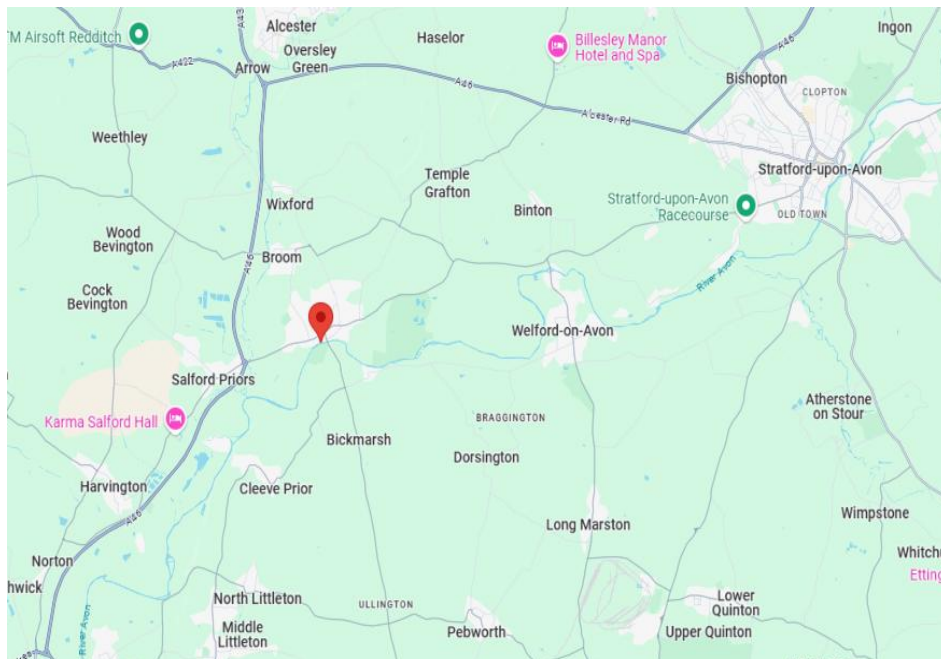 Alcester
Ingon
TM Airsoft Redditch
Haselor
Billesley Manor
Hotel and Spa
A43
A46
Oversley
Green
A422
Arrow
Bishopton
A46
CLOPTON
Alcester Rd
Weethley
Stratford-upon-Avon
Temple
Grafton
Stratford-upon-Avon
Racecourse
Wixford
Binton
OLD TOWN
Wood
Bevington
Broom
A46
River Avon
Cock
Bevington
Welford-on-Avon
Salford Priors
Atherstone
on Stour
Karma Salford Hall
BRAGGINGTON
Bickmarsh
Dorsington
Harvington
Cleeve Prior
A46
Long Marston
Wimpstone
Norton
Whitchu
hwick
Etting
North Littleton
ULLINGTON
Lower
Quinton
River Avon
Middle
Littleton
Pebworth
Upper Quinton